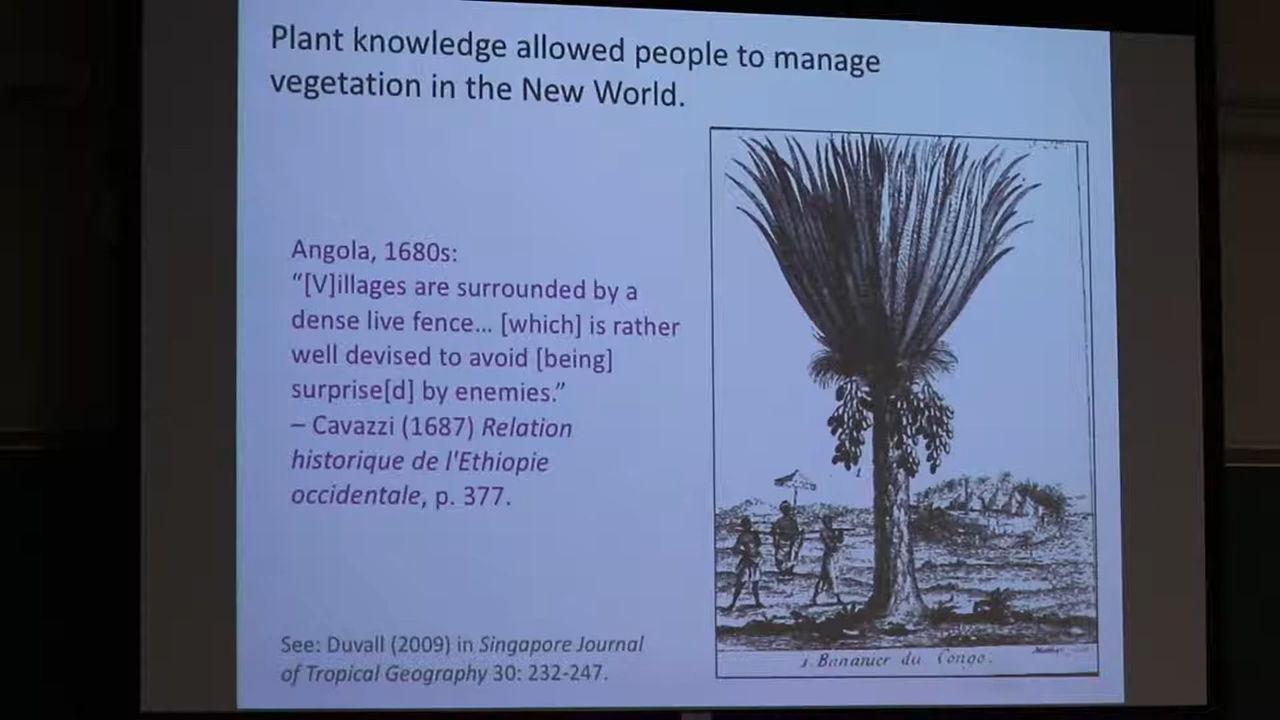 Plant knowledge allowed people to manage
vegetation in the New World.
Angola, 1680s:
“[V]illages are surrounded by a
dense live fence... [which] is rather
well devised to avoid [being]
surprise[d] by enemies.”
– Cavazzi (1687) Relation
historique de l'Ethiopie
occidentale, p. 377.
See: Duvall (2009) in Singapore Journal
of Tropical Geography 30: 232-247.
1
1. Bananier du Congo.